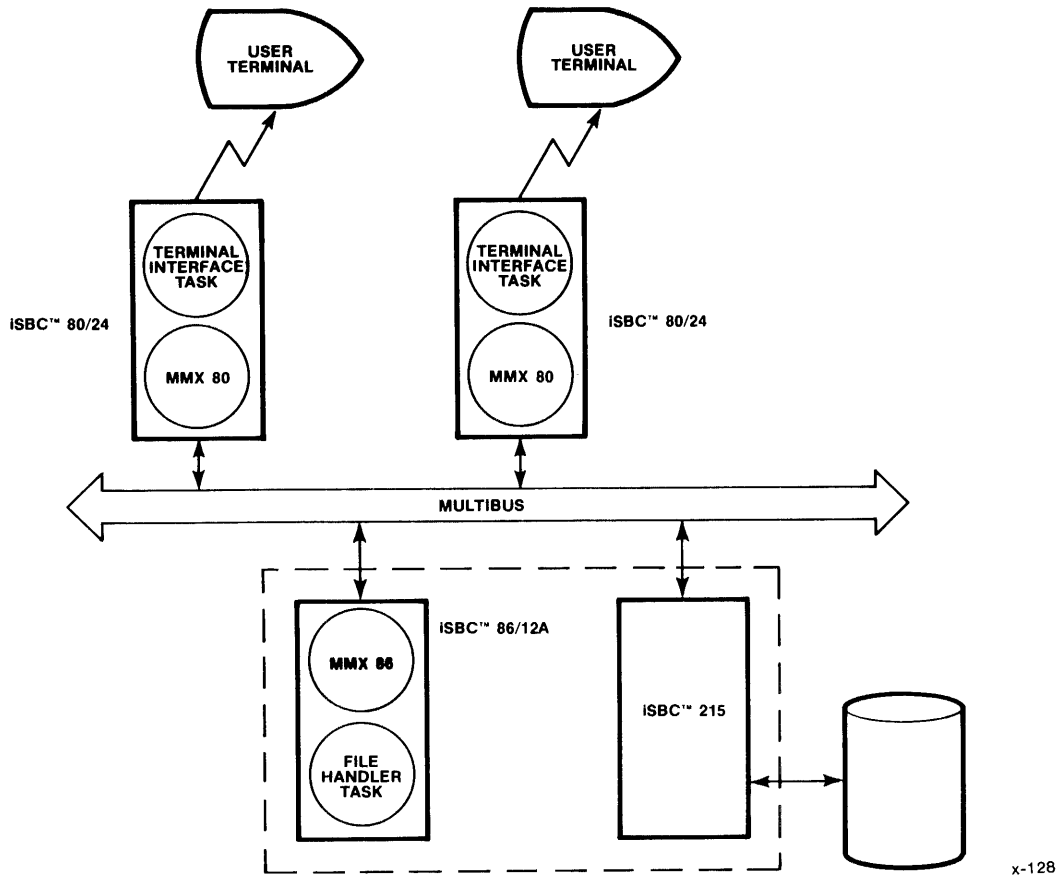 USER
TERMINAL
USER
TERMINAL
TERMINAL
INTERFACE
TASK
MMX 80
iSBC™ 80/24
TERMINAL
INTERFACE
TASK
MMX 80
iSBC™ 80/24
MULTIBUS
MMX 86
FILE
HANDLER
TASK
iSBC™ 86/12A
iSBC™ 215
x-128